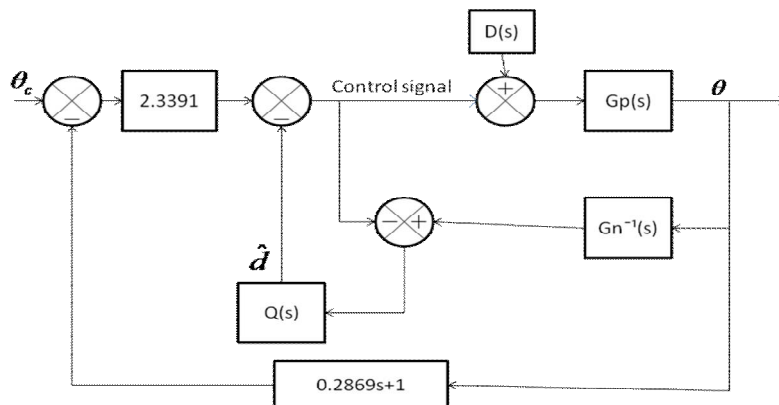 D(s)
θc
2.3391
−
−
Control signal
+
Gp(s)
θ
− +
Gn⁻¹(s)
d̂
Q(s)
0.2869s+1